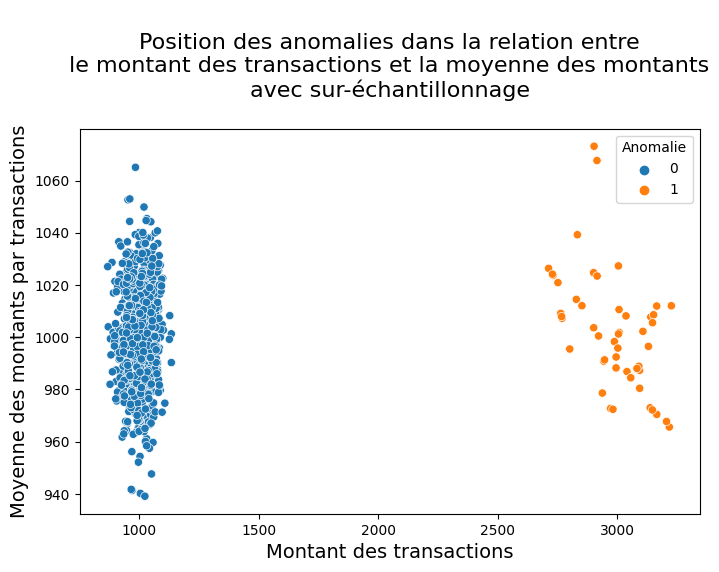 Position des anomalies dans la relation entre
le montant des transactions et la moyenne des montants
avec sur-échantillonnage
Anomalie
0
1
Moyenne des montants par transactions
1060
1040
1020
1000
980
960
940
1000
1500
2000
2500
3000
Montant des transactions